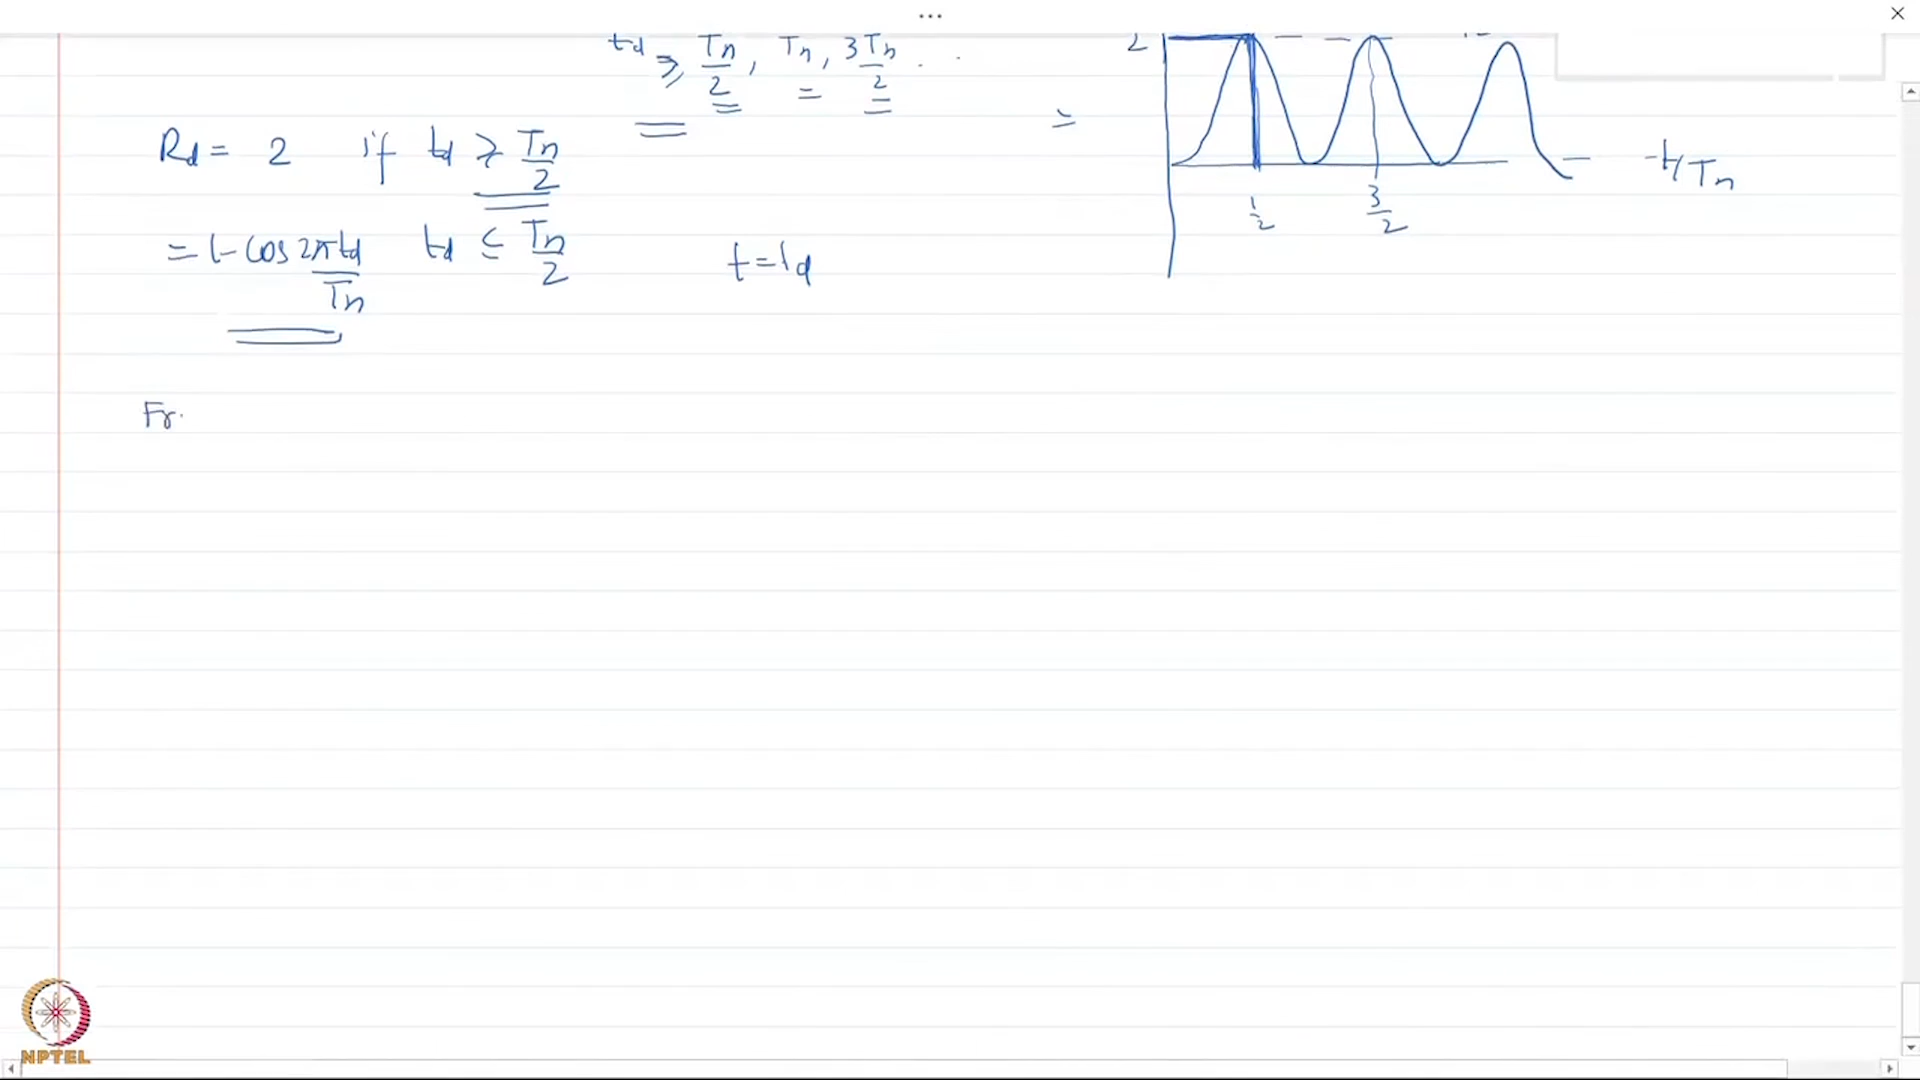 td ≥ Tn/2, Tn, 3Tn/2 . . .
2
Rd = 2 if td ≥ Tn/2
= 1 - cos 2πtd/Tn td ≤ Tn/2
t = td
1/2 3/2 t/Tn
Fr.
NPTEL